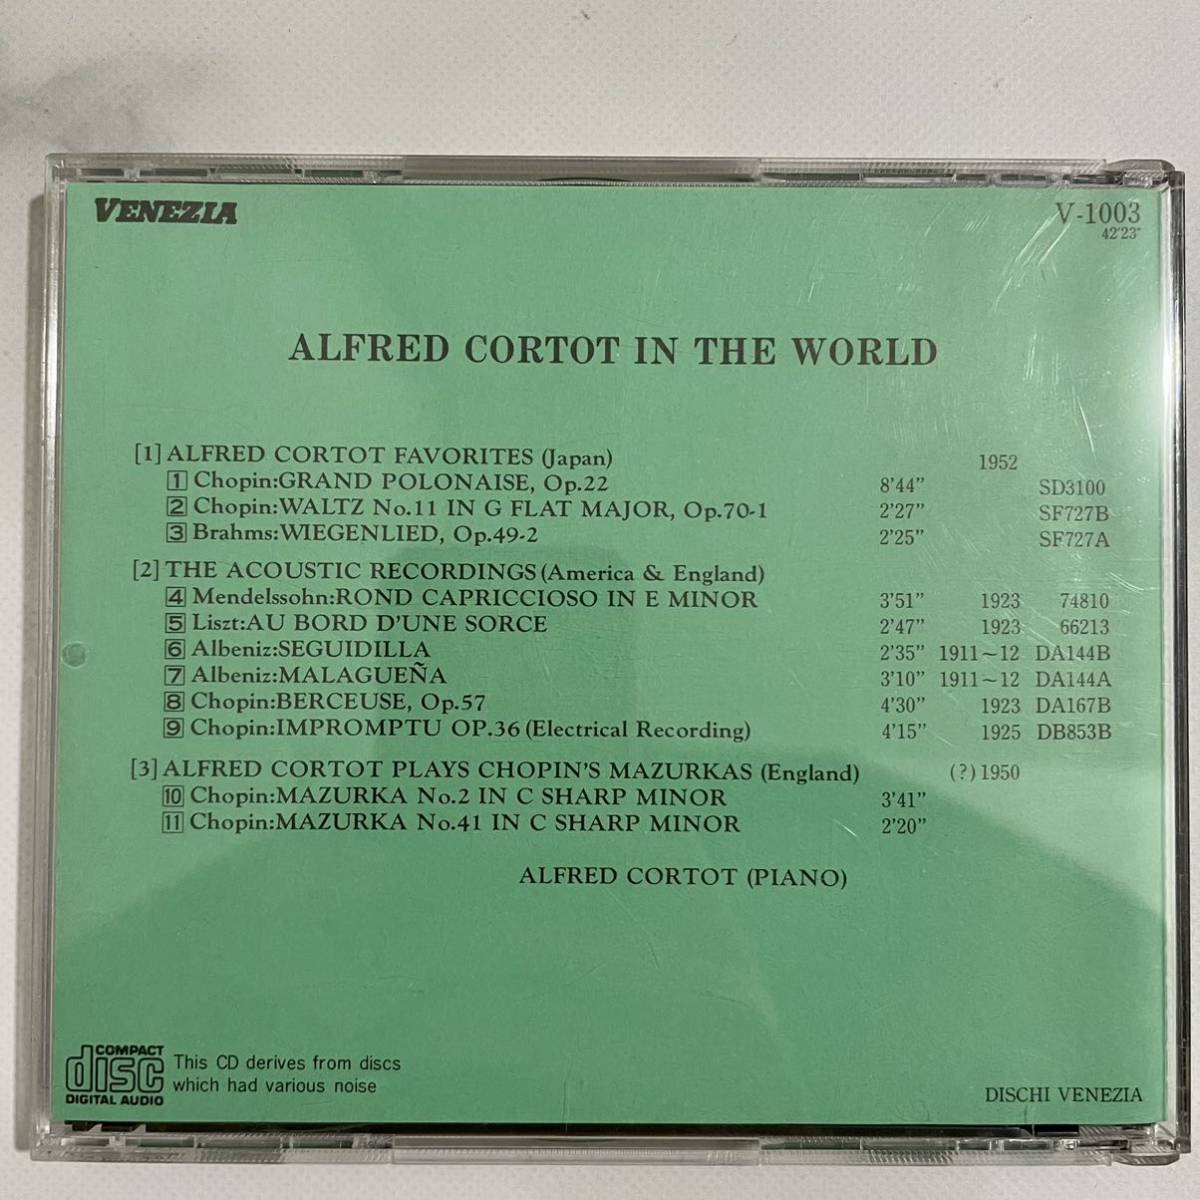 VENEZIA
V-1003
42'23"
ALFRED CORTOT IN THE WORLD
[1] ALFRED CORTOT FAVORITES (Japan) 1952
1 Chopin:GRAND POLONAISE, Op.22 8'44" SD3100
2 Chopin:WALTZ No.11 IN G FLAT MAJOR, Op.70-1 2'27" SF727B
3 Brahms:WIEGENLIED, Op.49-2 2'25" SF727A
[2] THE ACOUSTIC RECORDINGS (America & England)
4 Mendelssohn:ROND CAPRICCIOSO IN E MINOR 3'51" 1923 74810
5 Liszt:AU BORD D'UNE SORCE 2'47" 1923 66213
6 Albeniz:SEGUIDILLA 2'35" 1911~12 DA144B
7 Albeniz:MALAGUEÑA 3'10" 1911~12 DA144A
8 Chopin:BERCEUSE, Op.57 4'30" 1923 DA167B
9 Chopin:IMPROMPTU OP.36 (Electrical Recording) 4'15" 1925 DB853B
[3] ALFRED CORTOT PLAYS CHOPIN'S MAZURKAS (England) (?)1950
10 Chopin:MAZURKA No.2 IN C SHARP MINOR 3'41"
11 Chopin:MAZURKA No.41 IN C SHARP MINOR 2'20"
ALFRED CORTOT (PIANO)
COMPACT
disc
DIGITAL AUDIO
This CD derives from discs
which had various noise
DISCHI VENEZIA